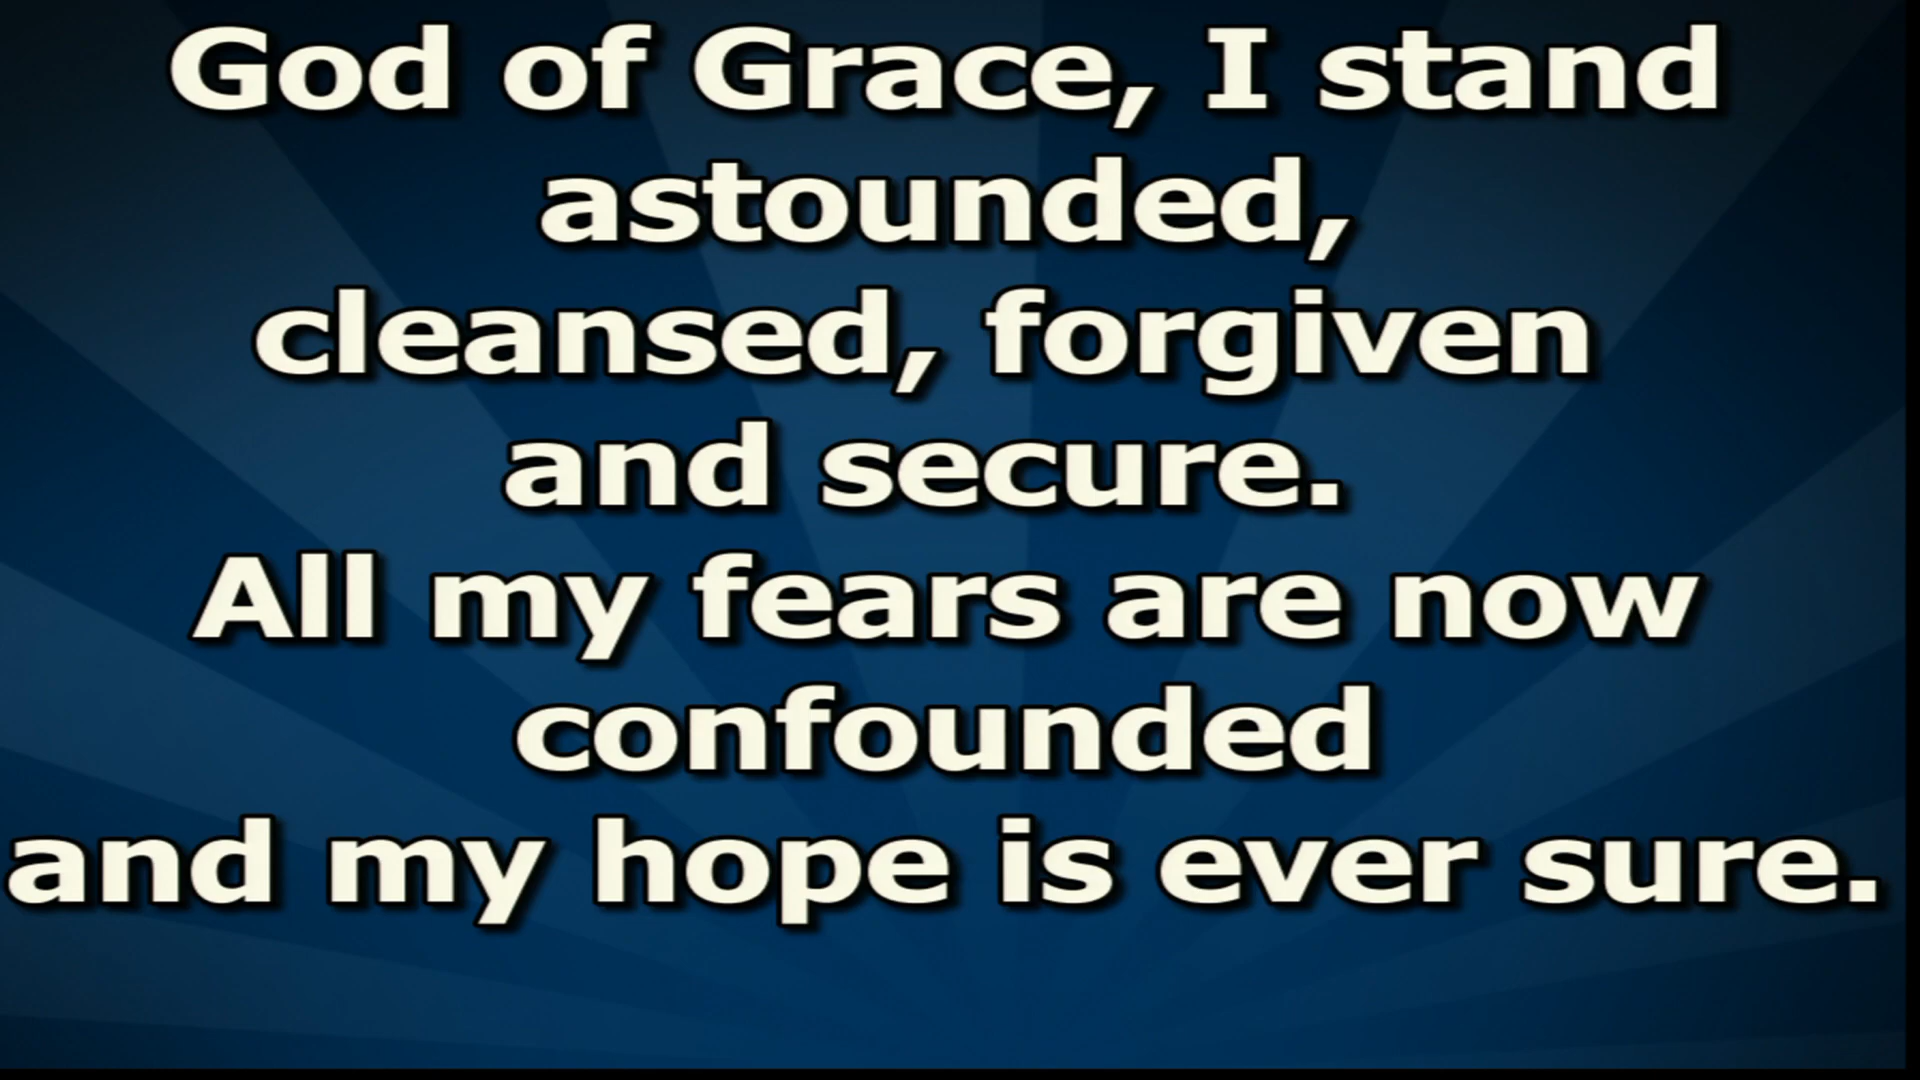 God of Grace, I stand
astounded,
cleansed, forgiven
and secure.
All my fears are now
confounded
and my hope is ever sure.